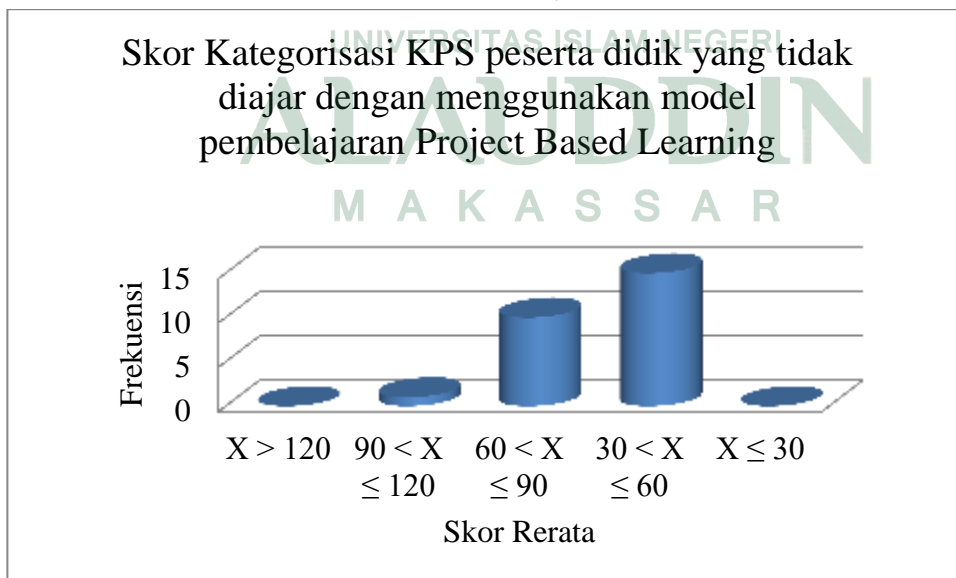 UNIVERSITAS ISLAM NEGERI
ALAUDDIN
MAKASSAR
Skor Kategorisasi KPS peserta didik yang tidak
diajar dengan menggunakan model
pembelajaran Project Based Learning
Frekuensi
15
10
5
0
X > 120 90 < X 60 < X 30 < X X ≤ 30
≤ 120 ≤ 90 ≤ 60
Skor Rerata